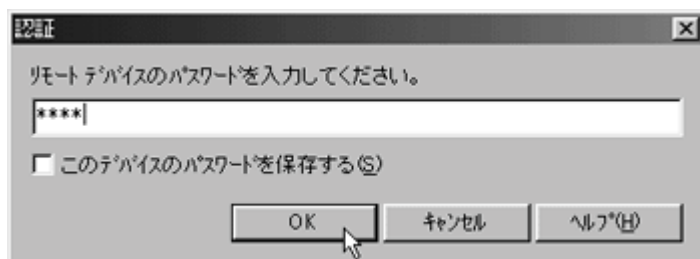 認証
ﾘﾓｰﾄ ﾃﾞﾊﾞｲｽのﾊﾟｽﾜｰﾄﾞを入力してください。
****
このﾃﾞﾊﾞｲｽのﾊﾟｽﾜｰﾄﾞを保存する(S)
OK
ｷｬﾝｾﾙ
ﾍﾙﾌﾟ(H)